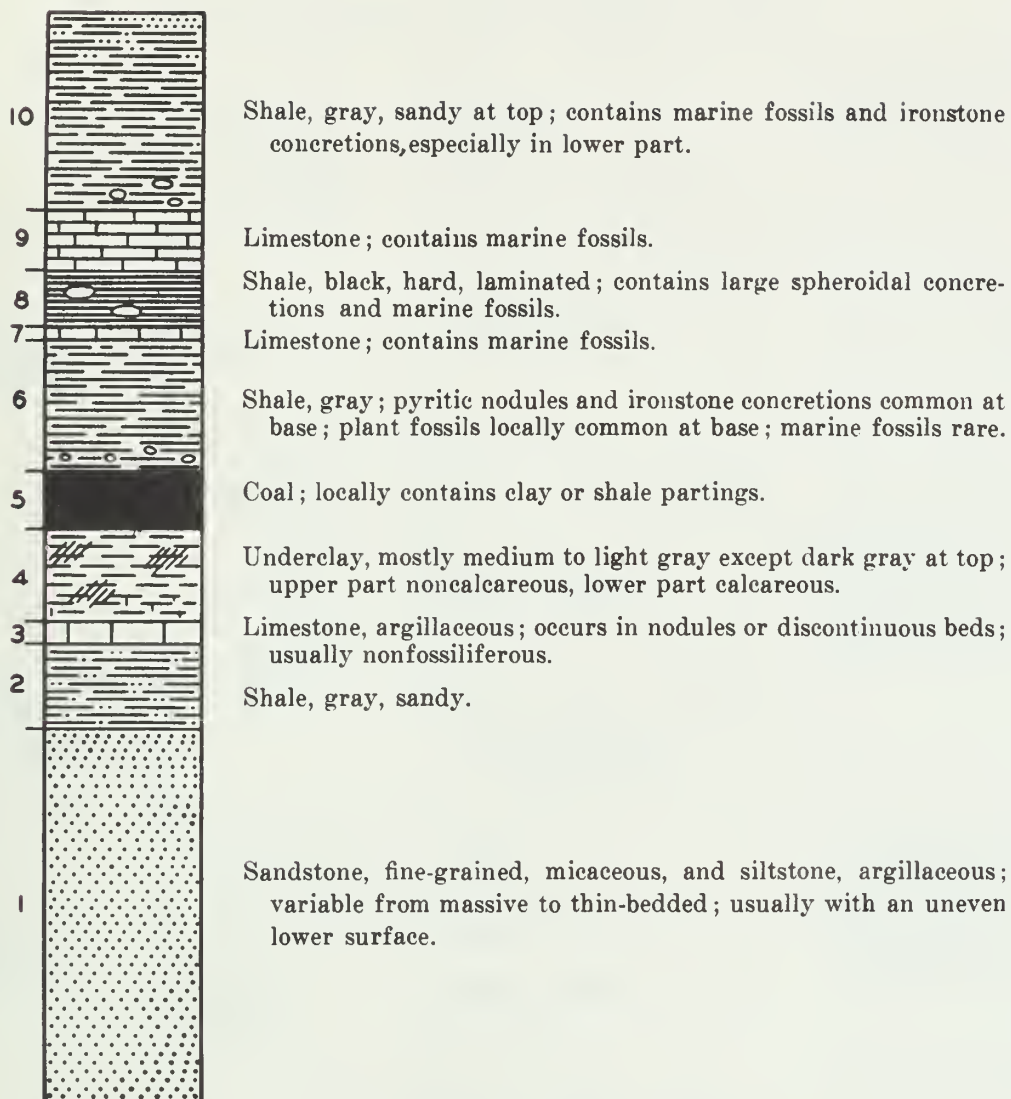 10
Shale, gray, sandy at top; contains marine fossils and ironstone
concretions, especially in lower part.
9
Limestone; contains marine fossils.
8
Shale, black, hard, laminated; contains large spheroidal concre-
tions and marine fossils.
7
Limestone; contains marine fossils.
6
Shale, gray; pyritic nodules and ironstone concretions common at
base; plant fossils locally common at base; marine fossils rare.
5
Coal; locally contains clay or shale partings.
4
Underclay, mostly medium to light gray except dark gray at top;
upper part noncalcareous, lower part calcareous.
3
Limestone, argillaceous; occurs in nodules or discontinuous beds;
usually nonfossiliferous.
2
Shale, gray, sandy.
1
Sandstone, fine-grained, micaceous, and siltstone, argillaceous;
variable from massive to thin-bedded; usually with an uneven
lower surface.